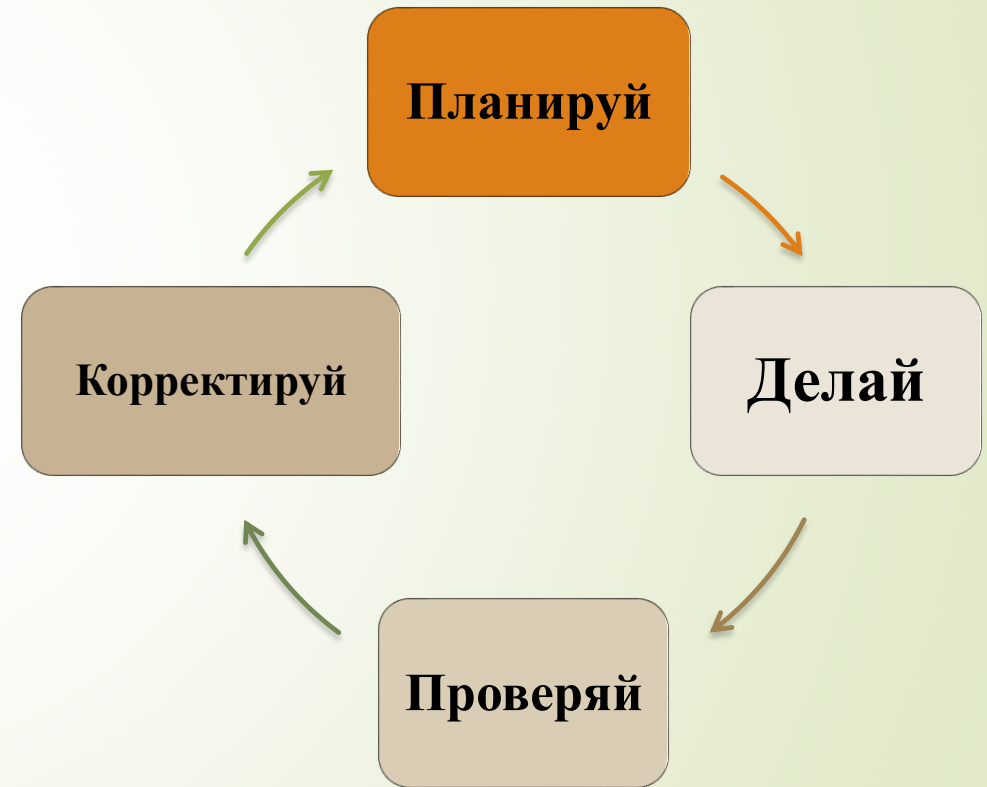 Планируй
Делай
Проверяй
Корректируй